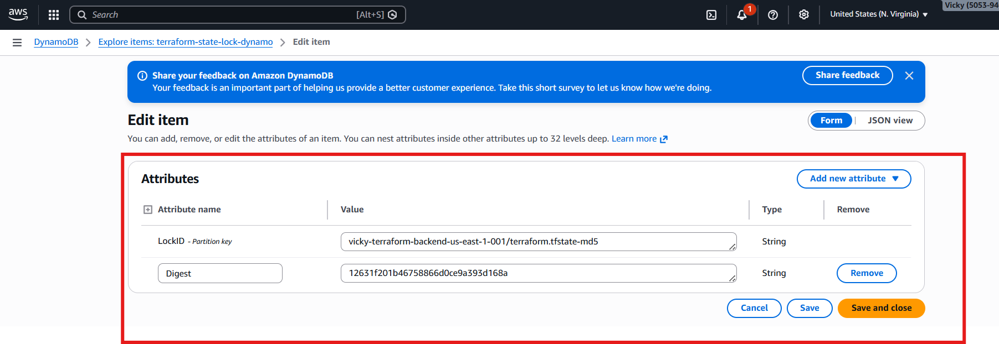 aws
Search [Alt+S]
1
United States (N. Virginia)
Vicky (5053-94
DynamoDB > Explore items: terraform-state-lock-dynamo > Edit item
Share your feedback on Amazon DynamoDB
Your feedback is an important part of helping us provide a better customer experience. Take this short survey to let us know how we're doing.
Share feedback
Edit item
Form | JSON view
You can add, remove, or edit the attributes of an item. You can nest attributes inside other attributes up to 32 levels deep. Learn more
Attributes
Add new attribute
Attribute name Value Type Remove
LockID - Partition key vicky-terraform-backend-us-east-1-001/terraform.tfstate-md5 String
Digest 12631f201b46758866d0ce9a393d168a String Remove
Cancel Save Save and close